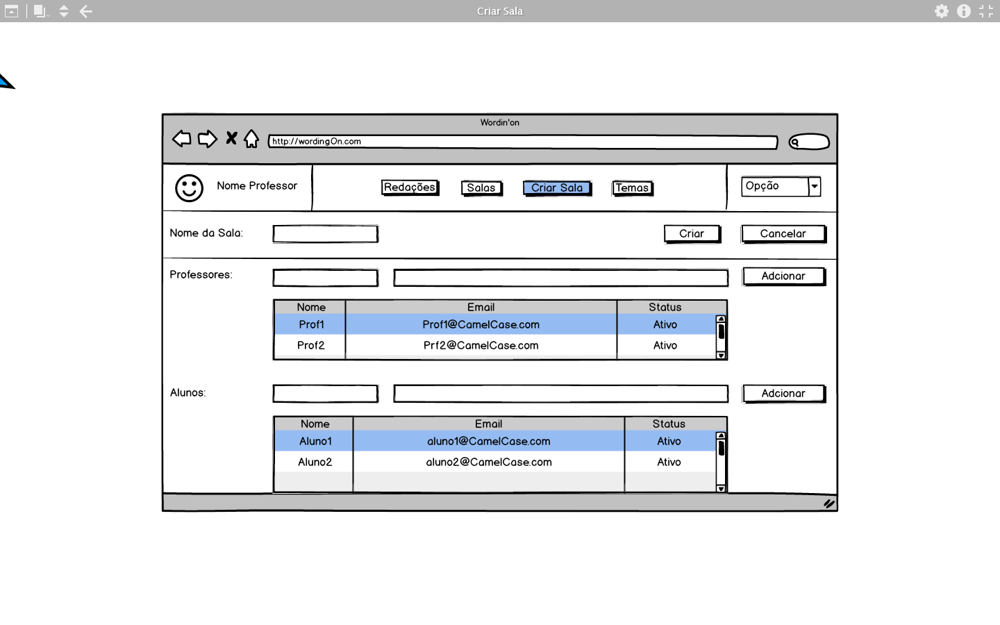 Criar Sala
Wordin'on
http://wordingOn.com
Nome Professor
Redações
Salas
Criar Sala
Temas
Opção
Nome da Sala:
Criar
Cancelar
Professores:
Adcionar
Nome Email Status
Prof1 Prof1@CamelCase.com Ativo
Prof2 Prf2@CamelCase.com Ativo
Alunos:
Adcionar
Nome Email Status
Aluno1 aluno1@CamelCase.com Ativo
Aluno2 aluno2@CamelCase.com Ativo